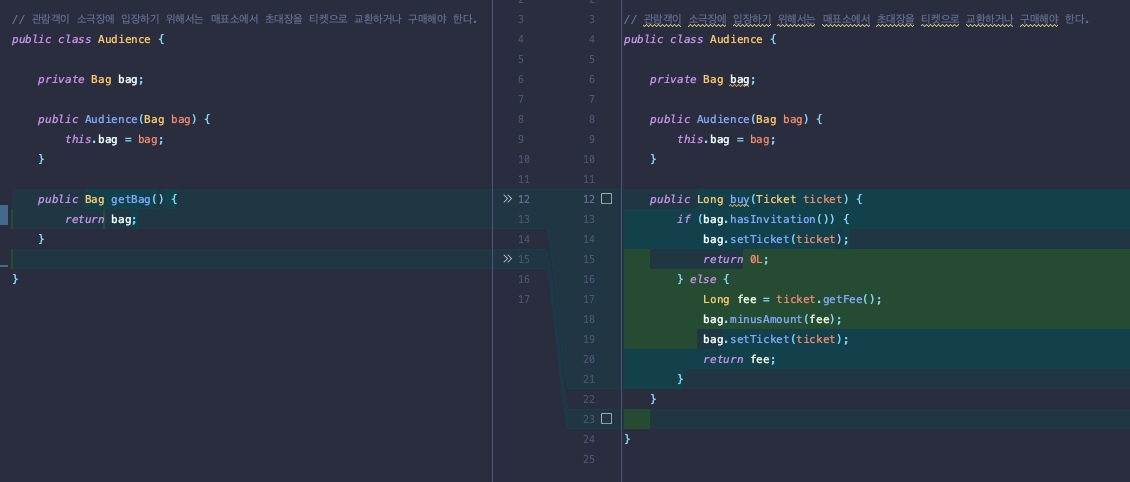 // 관람객이 소극장에 입장하기 위해서는 매표소에서 초대장을 티켓으로 교환하거나 구매해야 한다.
public class Audience {
    private Bag bag;
    public Audience(Bag bag) {
        this.bag = bag;
    }
    public Bag getBag() {
        return bag;
    }
}
3
4
5
6
7
8
9
10
11
» 12
13
14
» 15
16
17
3
4
5
6
7
8
9
10
11
12
13
14
15
16
17
18
19
20
21
22
23
24
25
// 관람객이 소극장에 입장하기 위해서는 매표소에서 초대장을 티켓으로 교환하거나 구매해야 한다.
public class Audience {
    private Bag bag;
    public Audience(Bag bag) {
        this.bag = bag;
    }
    public Long buy(Ticket ticket) {
        if (bag.hasInvitation()) {
            bag.setTicket(ticket);
            return 0L;
        } else {
            Long fee = ticket.getFee();
            bag.minusAmount(fee);
            bag.setTicket(ticket);
            return fee;
        }
    }
}